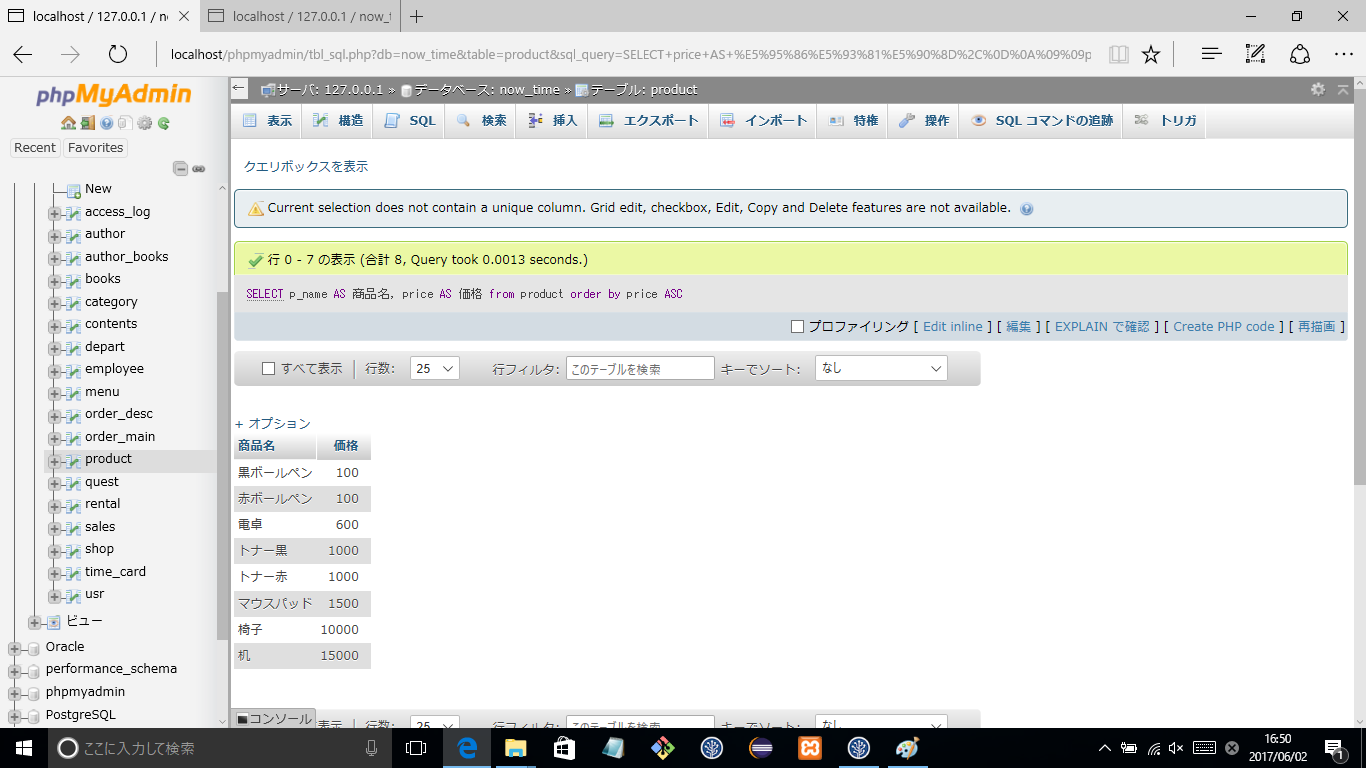 localhost / 127.0.0.1 / n
localhost / 127.0.0.1 / now_t
localhost/phpmyadmin/tbl_sql.php?db=now_time&table=product&sql_query=SELECT+price+AS+%E5%95%86%E5%93%81%E5%90%8D%2C%0D%0A%09%09p
phpMyAdmin
Recent Favorites
New
access_log
author
author_books
books
category
contents
depart
employee
menu
order_desc
order_main
product
quest
rental
sales
shop
time_card
usr
ビュー
Oracle
performance_schema
phpmyadmin
PostgreSQL
サーバ: 127.0.0.1 » データベース: now_time » テーブル: product
表示 構造 SQL 検索 挿入 エクスポート インポート 特権 操作 SQL コマンドの追跡 トリガ
クエリボックスを表示
Current selection does not contain a unique column. Grid edit, checkbox, Edit, Copy and Delete features are not available.
行 0 - 7 の表示 (合計 8, Query took 0.0013 seconds.)
SELECT p_name AS 商品名, price AS 価格 from product order by price ASC
プロファイリング [ Edit inline ] [ 編集 ] [ EXPLAIN で確認 ] [ Create PHP code ] [ 再描画 ]
すべて表示 行数: 25 行フィルタ: このテーブルを検索 キーでソート: なし
+ オプション
商品名 価格
黒ボールペン 100
赤ボールペン 100
電卓 600
トナー黒 1000
トナー赤 1000
マウスパッド 1500
椅子 10000
机 15000
コンソール 表示 行数: 25 行フィルタ: このテーブルを検索 キーでソート: なし
ここに入力して検索
16:50
2017/06/02
1